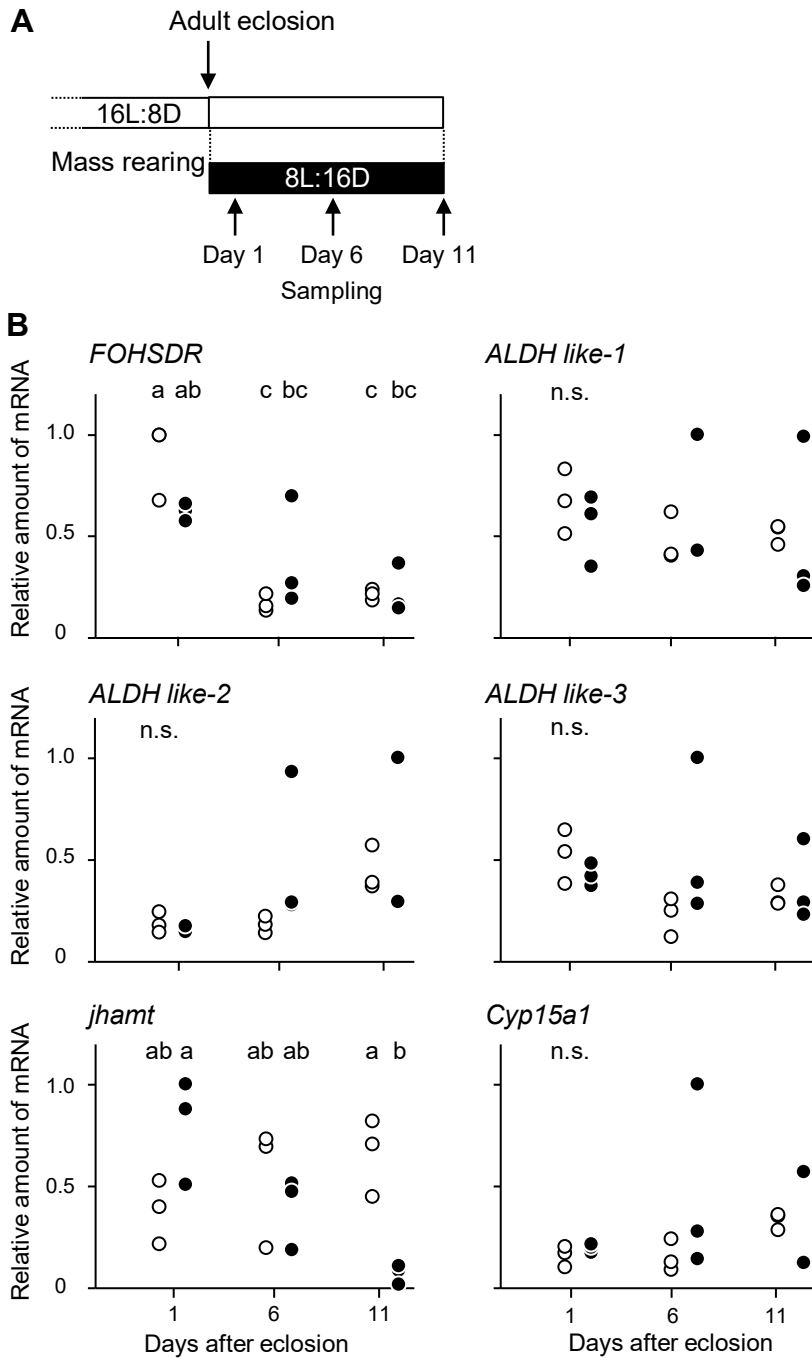 A
Adult eclosion
16L:8D
Mass rearing
8L:16D
Day 1 Day 6 Day 11
Sampling
B
FOHSDR
a ab c bc c bc
Relative amount of mRNA
1.0
0.5
0
ALDH like-1
n.s.
ALDH like-2
n.s.
Relative amount of mRNA
1.0
0.5
0
ALDH like-3
n.s.
jhamt
ab a ab ab a b
Relative amount of mRNA
1.0
0.5
0
1 6 11
Days after eclosion
Cyp15a1
n.s.
1 6 11
Days after eclosion